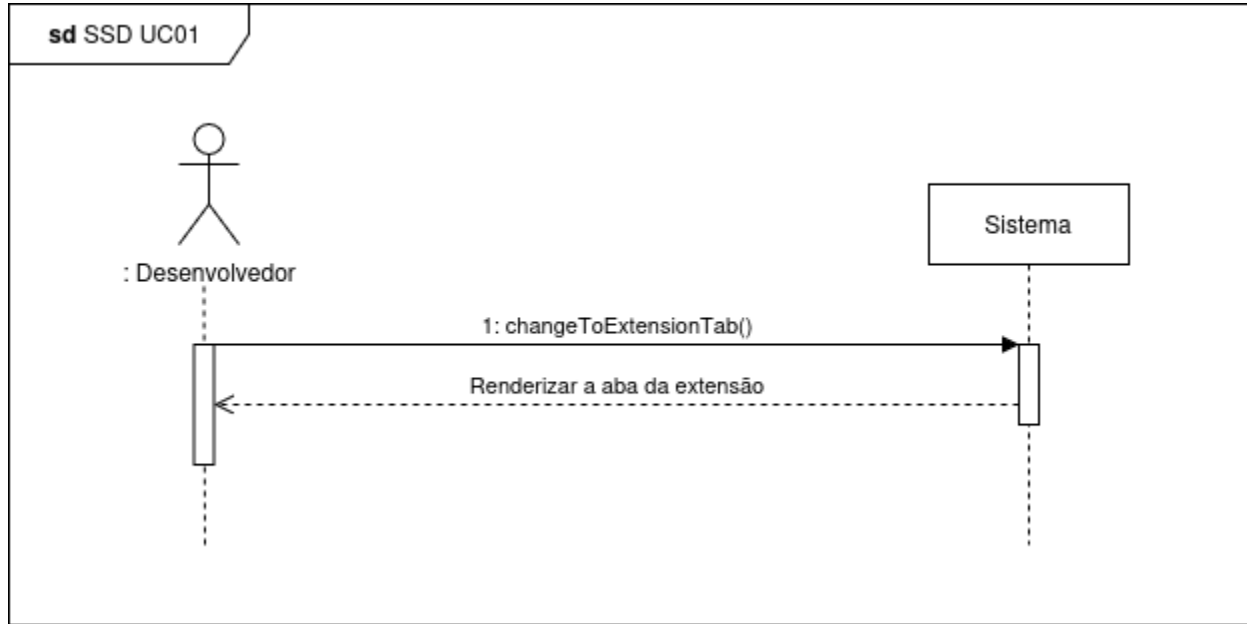 sd SSD UC01
Sistema
: Desenvolvedor
1: changeToExtensionTab()
Renderizar a aba da extensão